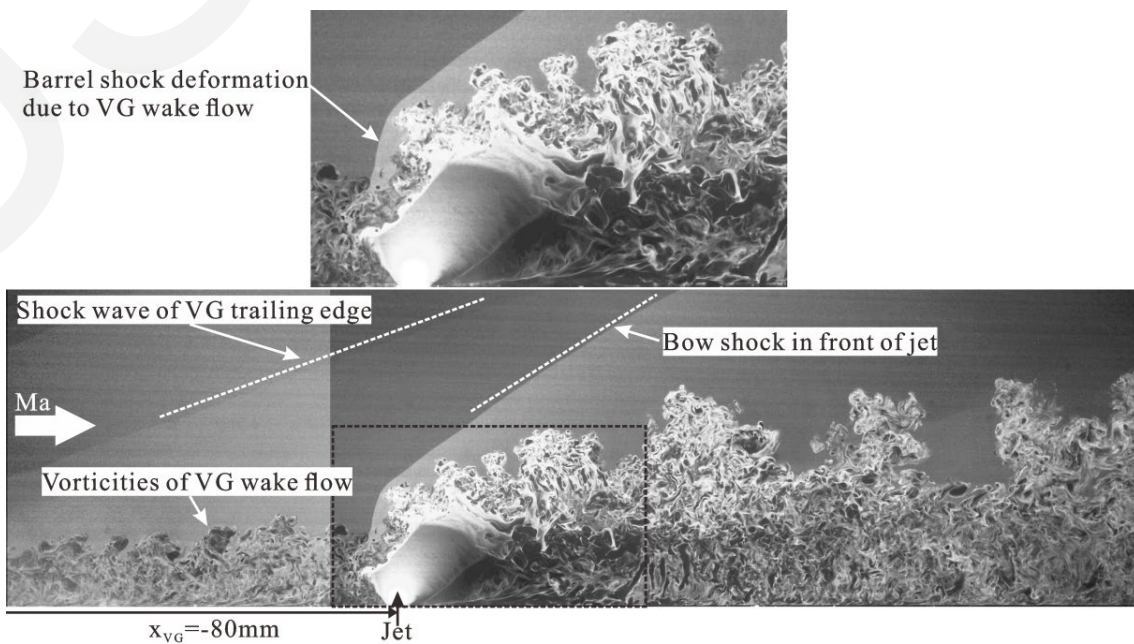 Barrel shock deformation
due to VG wake flow
Shock wave of VG trailing edge
Bow shock in front of jet
Ma
Vorticities of VG wake flow
x_VG=-80mm
Jet